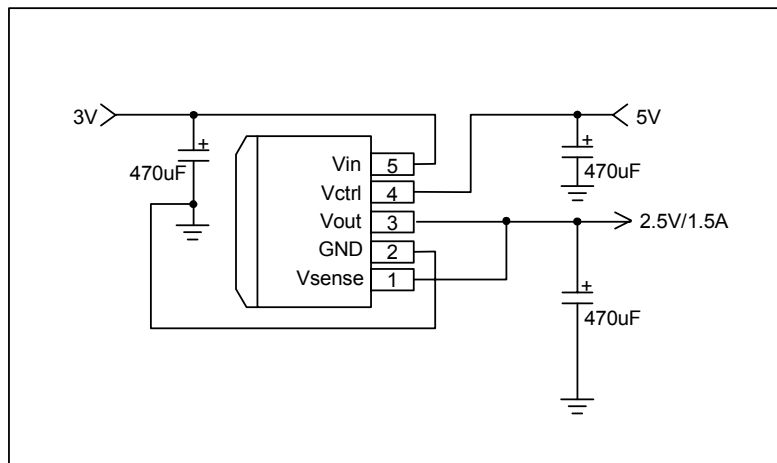 3V
5V
+
470uF
+
470uF
Vin 5
Vctrl 4
Vout 3
2.5V/1.5A
GND 2
Vsense 1
+
470uF